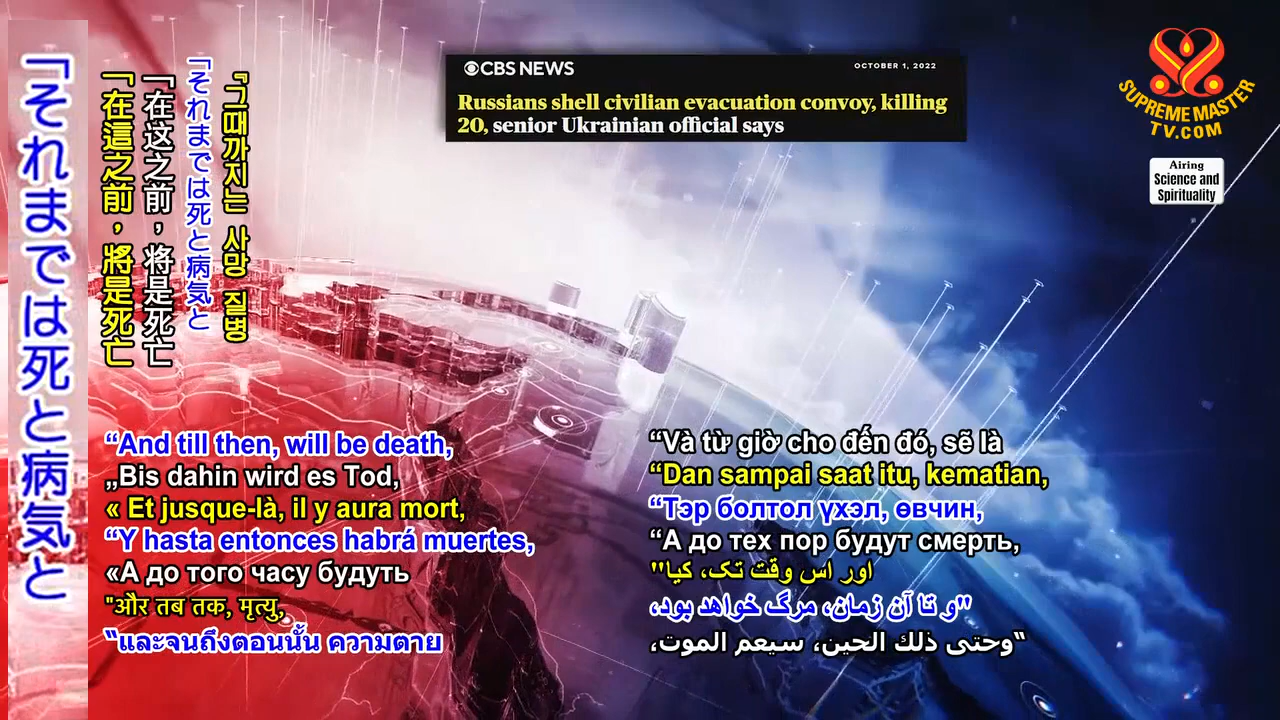 「それまでは死と病気と
「在這之前，將是死亡
「在这之前，将是死亡
「それまでは死と病気と
『그때까지는 사망 질병
CBS NEWS
OCTOBER 1, 2022
Russians shell civilian evacuation convoy, killing
20, senior Ukrainian official says
SUPREME MASTER
TV.COM
Airing
Science and
Spirituality
“And till then, will be death,
„Bis dahin wird es Tod,
« Et jusque-là, il y aura mort,
“Y hasta entonces habrá muertes,
«А до того часу будуть
"और तब तक, मृत्यु,
“และจนถึงตอนนั้น ความตาย
“Và từ giờ cho đến đó, sẽ là
“Dan sampai saat itu, kematian,
“Тэр болтол үхэл, өвчин,
“А до тех пор будут смерть,
"اور اس وقت تک، کیا
"و تا آن زمان، مرگ خواهد بود،
“وحتى ذلك الحين، سيعم الموت،